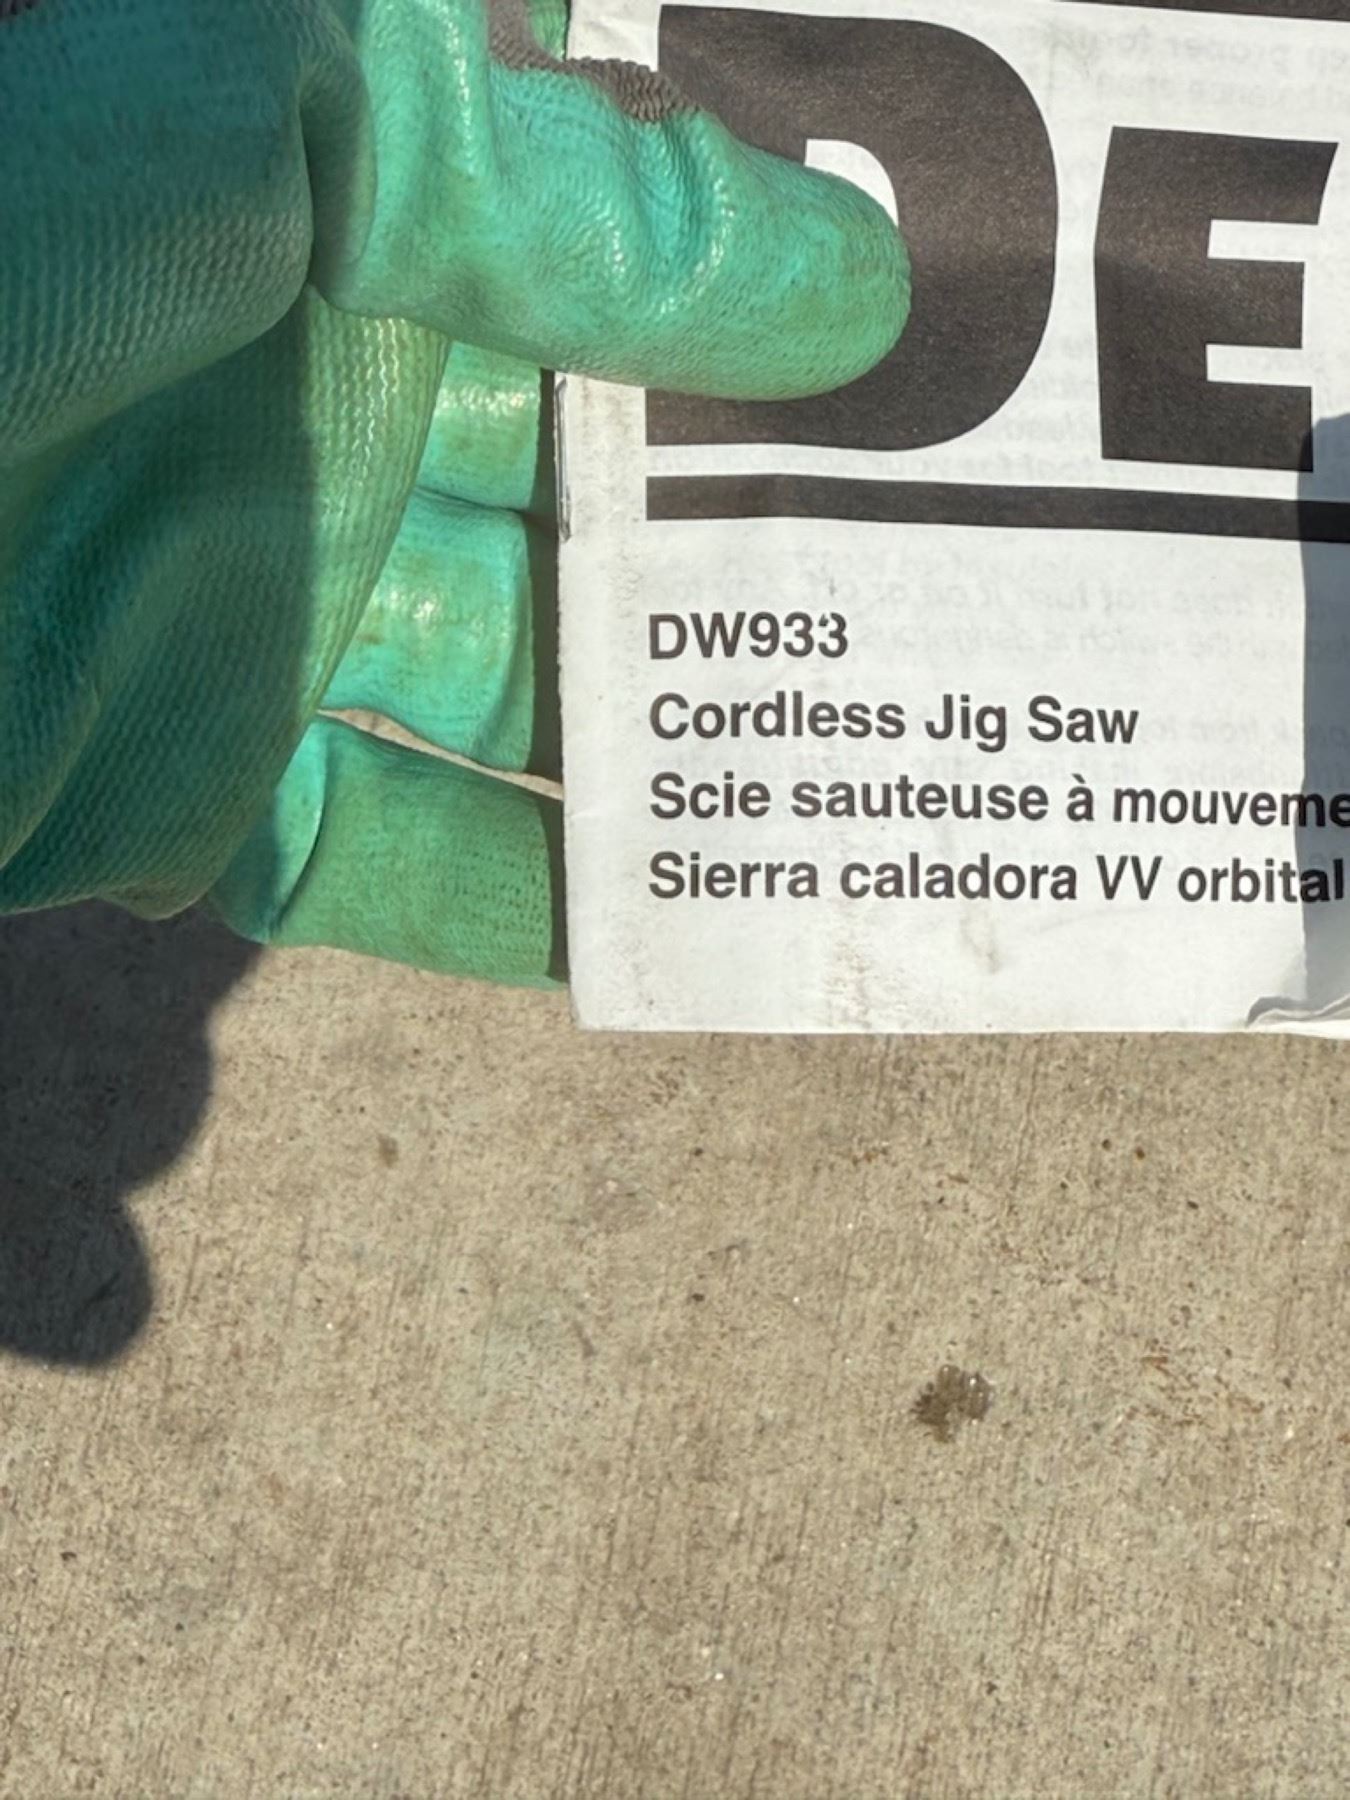 DE
DW933
Cordless Jig Saw
Scie sauteuse à mouveme
Sierra caladora VV orbital